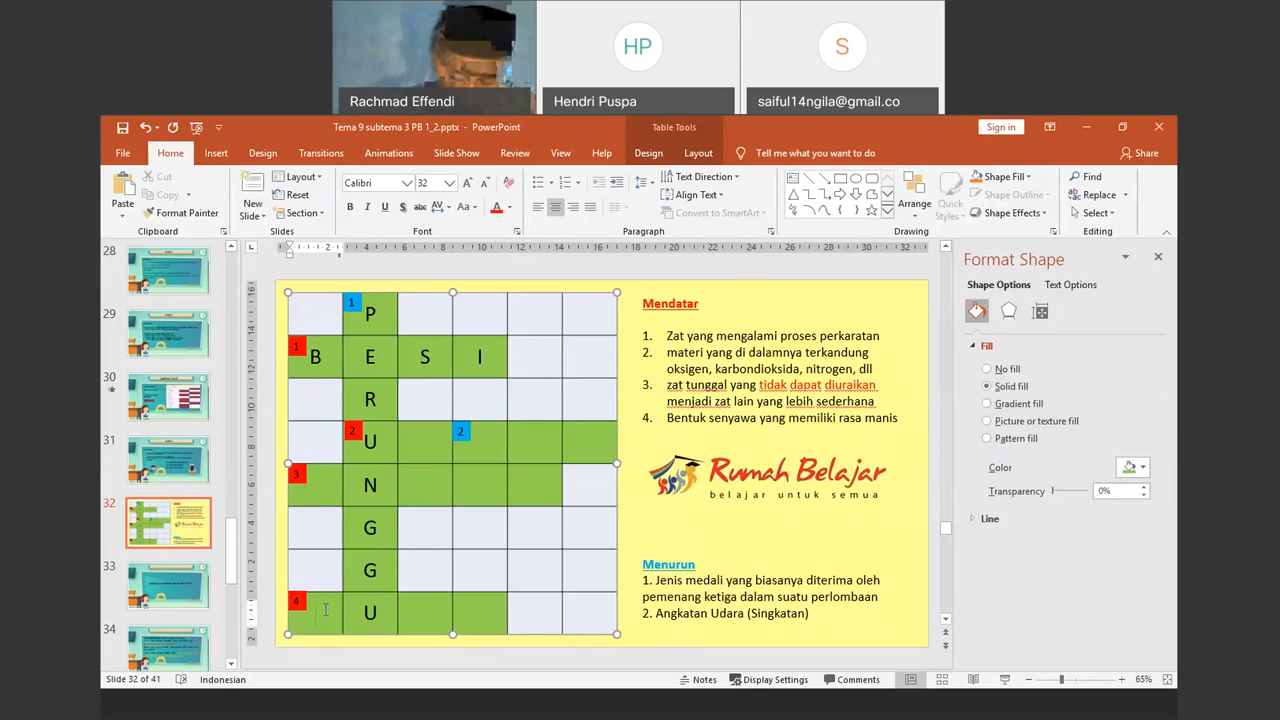 HP
S
Rachmad Effendi
Hendri Puspa
saiful14ngila@gmail.co
Tema 9 subtema 3 PB 1_2.pptx - PowerPoint
Table Tools
Sign in
File
Home
Insert
Design
Transitions
Animations
Slide Show
Review
View
Help
Design
Layout
Tell me what you want to do
Share
Paste
Cut
Copy
Format Painter
Clipboard
New Slide
Layout
Reset
Section
Slides
Calibri
32
Font
Text Direction
Align Text
Convert to SmartArt
Paragraph
Arrange
Quick Styles
Shape Fill
Shape Outline
Shape Effects
Drawing
Find
Replace
Select
Editing
28
29
30
31
32
33
34
1 P
1 B E S I
R
2 U 2
3 N
G
G
4 U
Mendatar
1. Zat yang mengalami proses perkaratan
2. materi yang di dalamnya terkandung
oksigen, karbondioksida, nitrogen, dll
3. zat tunggal yang tidak dapat diuraikan
menjadi zat lain yang lebih sederhana
4. Bentuk senyawa yang memiliki rasa manis
Rumah Belajar
belajar untuk semua
Menurun
1. Jenis medali yang biasanya diterima oleh
pemenang ketiga dalam suatu perlombaan
2. Angkatan Udara (Singkatan)
Format Shape
Shape Options
Text Options
Fill
No fill
Solid fill
Gradient fill
Picture or texture fill
Pattern fill
Color
Transparency
0%
Line
Slide 32 of 41
Indonesian
Notes
Display Settings
Comments
65%